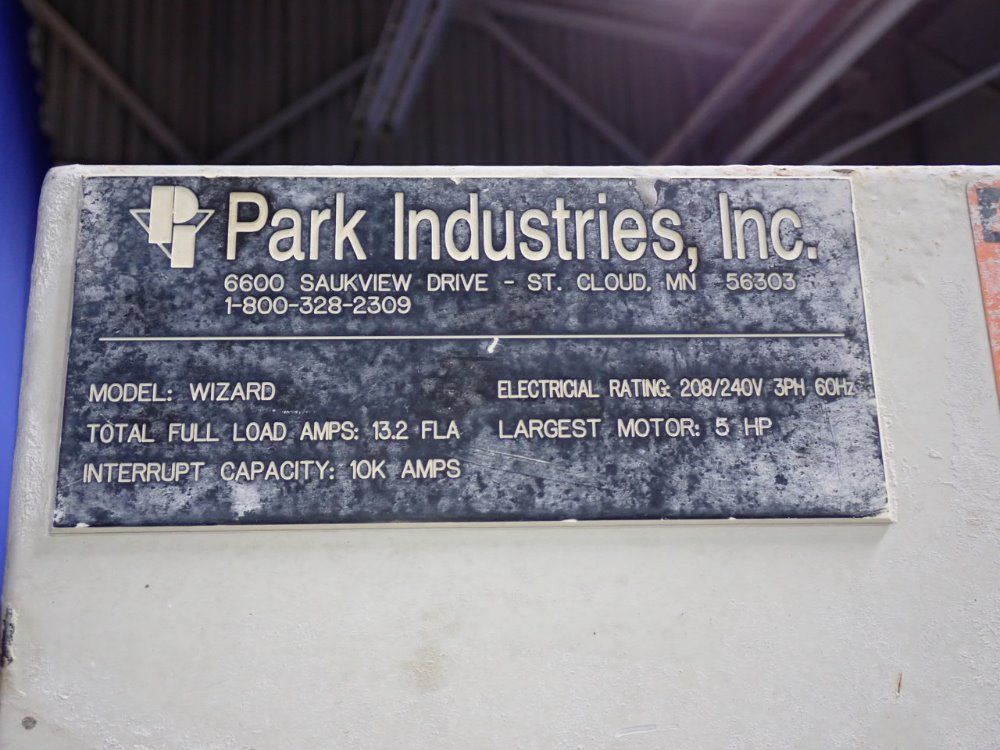 PI Park Industries, Inc.
6600 SAUKVIEW DRIVE - ST. CLOUD, MN 56303
1-800-328-2309
MODEL: WIZARD
ELECTRICIAL RATING: 208/240V 3PH 60Hz
TOTAL FULL LOAD AMPS: 13.2 FLA
LARGEST MOTOR: 5 HP
INTERRUPT CAPACITY: 10K AMPS